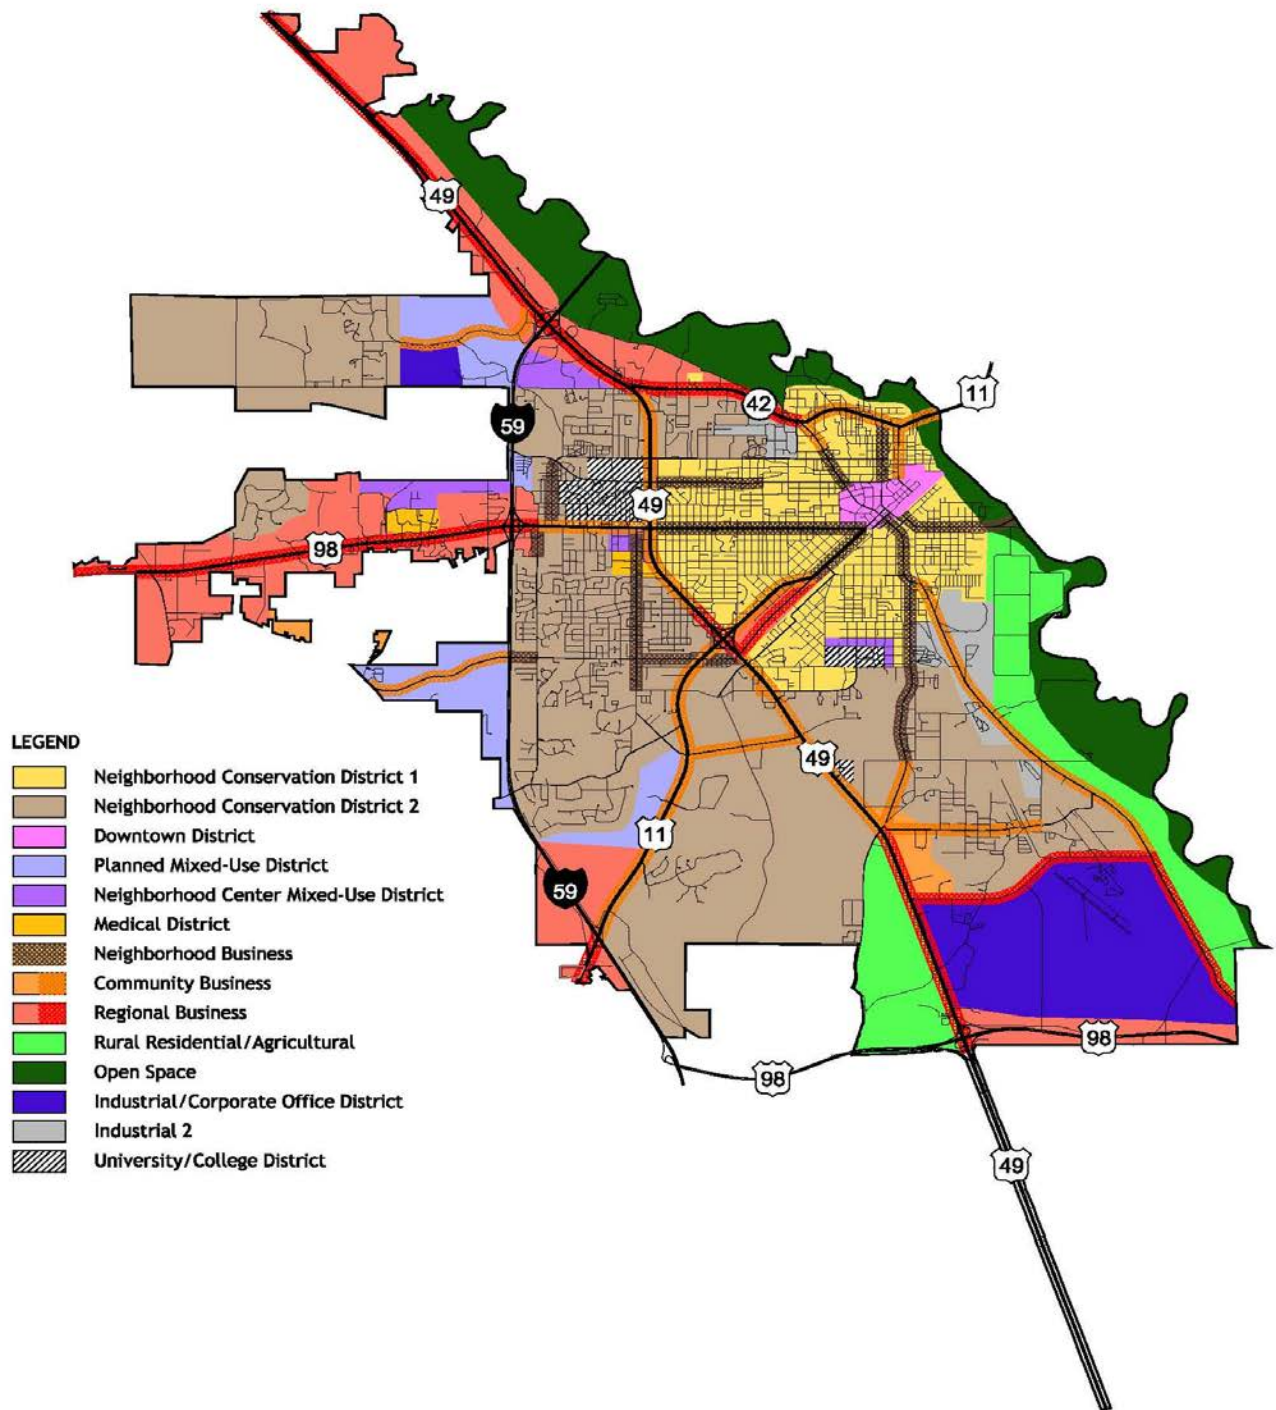 49
11
42
59
49
98
LEGEND
Neighborhood Conservation District 1
Neighborhood Conservation District 2
Downtown District
Planned Mixed-Use District
Neighborhood Center Mixed-Use District
Medical District
Neighborhood Business
Community Business
Regional Business
Rural Residential/Agricultural
Open Space
Industrial/Corporate Office District
Industrial 2
University/College District
49
11
59
98
98
49